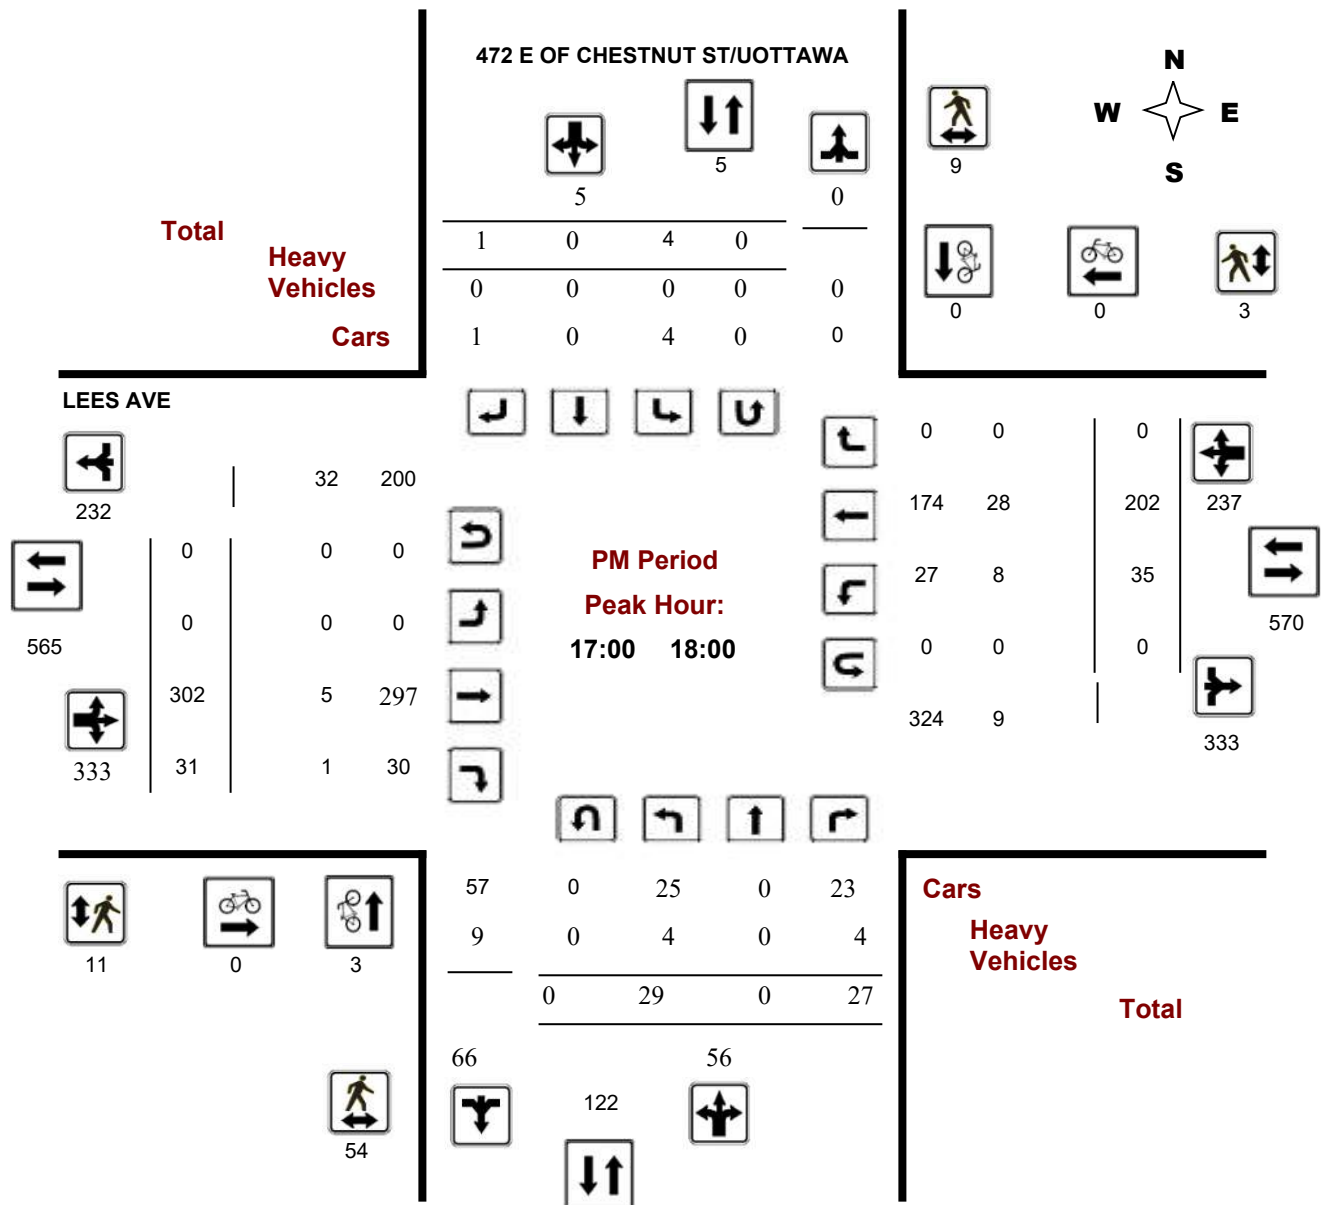 472 E OF CHESTNUT ST/UOTTAWA
N
W E
S
5
9
5 0
Total
1 0 4 0
Heavy
Vehicles
0 0 0 0 0
0 0 3
Cars
1 0 4 0 0
LEES AVE
0 0 0
32 200
232
174 28 202 237
0 0 0
PM Period
27 8 35
Peak Hour:
0 0 0
570
565
17:00 18:00
0 0 0
302 5 297
324 9
333
333
31 1 30
57 0 25 0 23
Cars
9 0 4 0 4
Heavy
Vehicles
11 0 3
0 29 0 27
Total
66 56
122
54